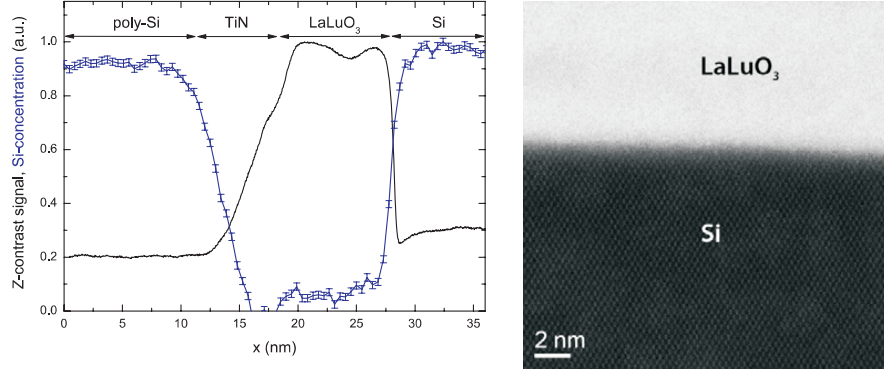 poly-Si TiN LaLuO₃ Si
Z-contrast signal, Si-concentration (a.u.)
1.0
0.8
0.6
0.4
0.2
0.0
0 5 10 15 20 25 30 35
x (nm)
LaLuO₃
Si
2 nm